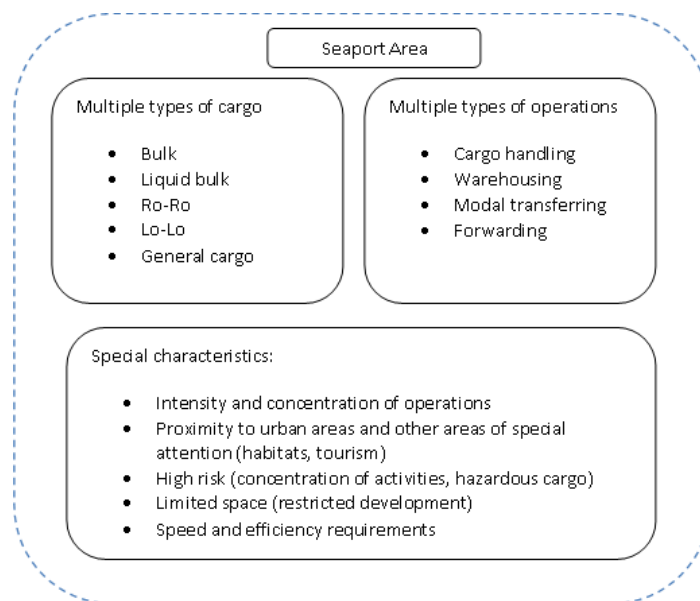 Seaport Area
Multiple types of cargo
• Bulk
• Liquid bulk
• Ro-Ro
• Lo-Lo
• General cargo
Multiple types of operations
• Cargo handling
• Warehousing
• Modal transferring
• Forwarding
Special characteristics:
• Intensity and concentration of operations
• Proximity to urban areas and other areas of special
attention (habitats, tourism)
• High risk (concentration of activities, hazardous cargo)
• Limited space (restricted development)
• Speed and efficiency requirements